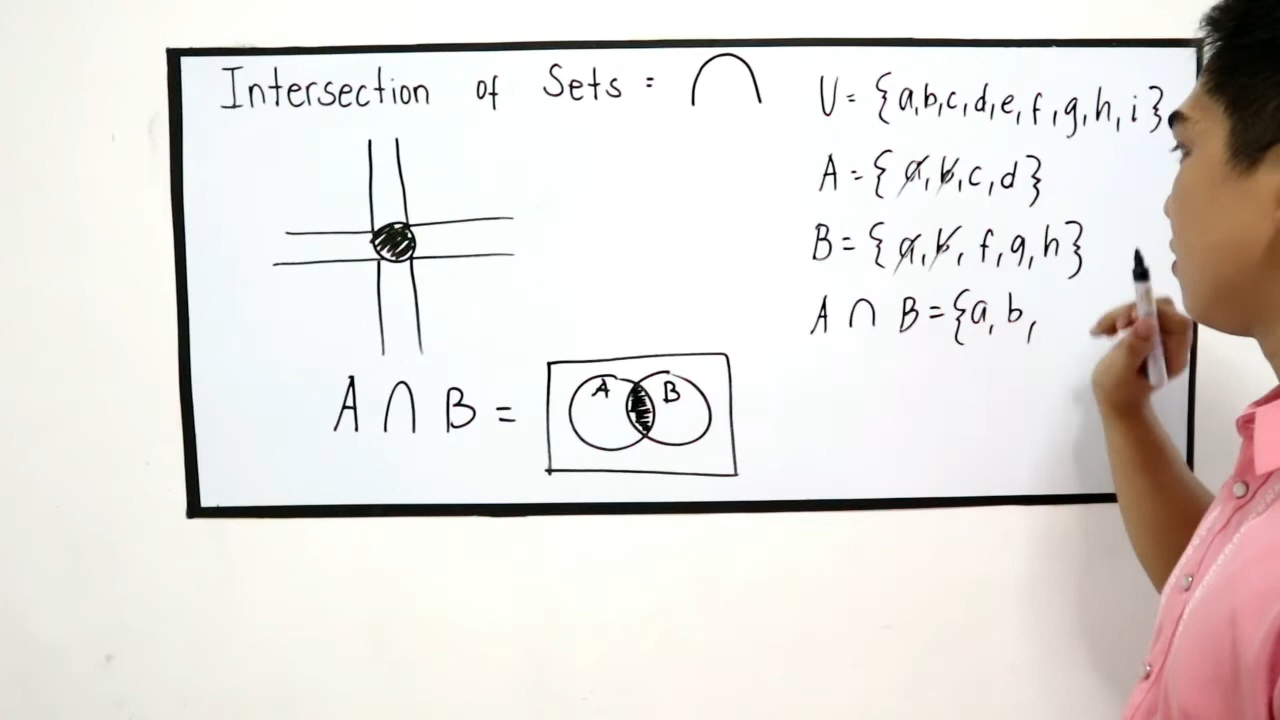 Intersection of Sets = ∩
U = {a,b,c,d,e,f,g,h,i}
A = {a,b,c,d}
B = {a,b,f,g,h}
A ∩ B = {a,b,
A ∩ B =
A B